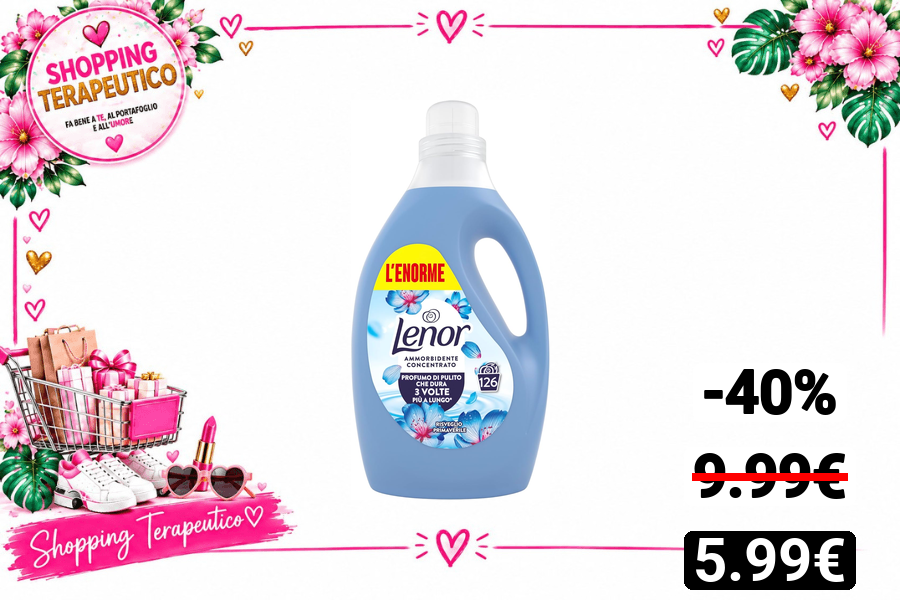 SHOPPING
TERAPEUTICO
FA BENE A TE, AL PORTAFOGLIO
E ALL'UMORE
L'ENORME
Lenor
AMMORBIDENTE
CONCENTRATO
PROFUMO DI PULITO
CHE DURA
3 VOLTE
PIÙ A LUNGO*
126
RISVEGLIO
PRIMAVERILE
-40%
9.99€
5.99€
Shopping Terapeutico